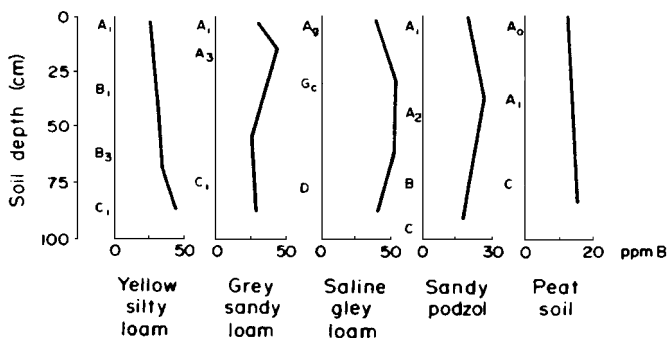 0
25
50
75
100
Soil depth (cm)
A₁
B₁
B₃
C₁
A₁
A₃
C₁
Ag
Gc
D
A₁
A₂
B
C
A₀
A₁
C
0 50 0 50 0 50 0 30 0 20 ppm B
Yellow silty loam
Grey sandy loam
Saline gley loam
Sandy podzol
Peat soil